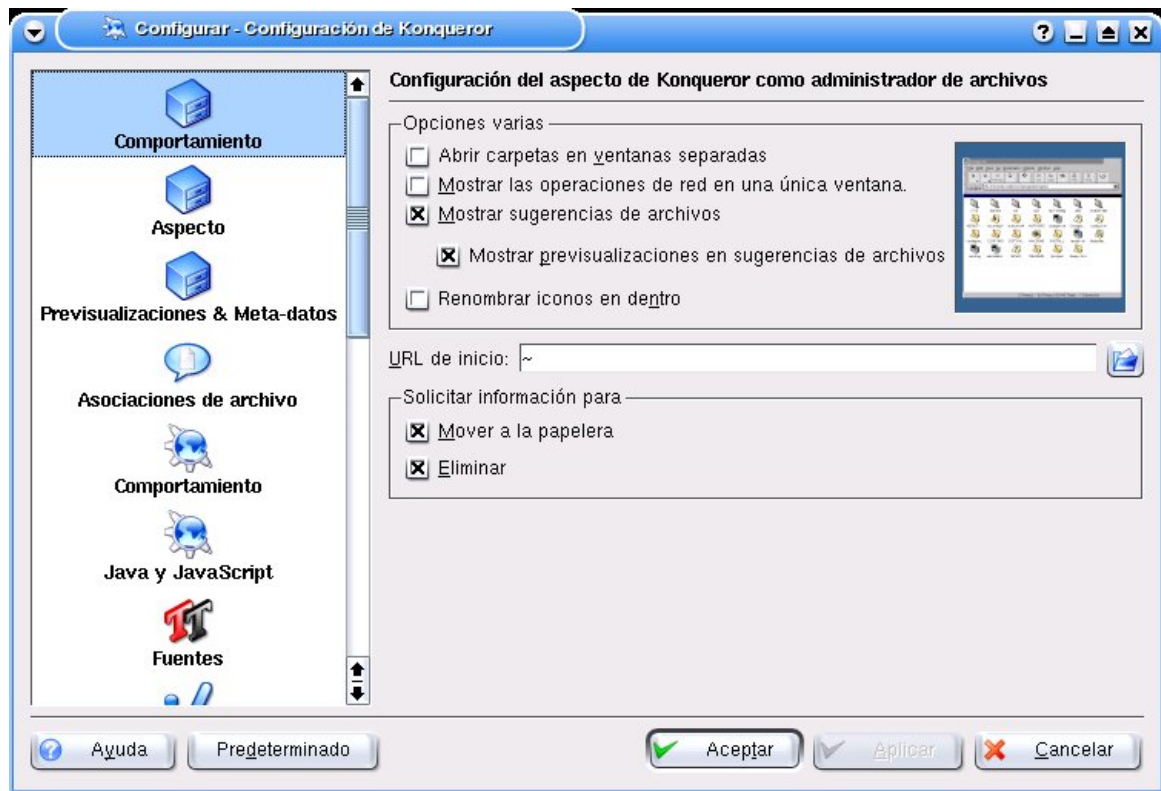 Configurar - Configuración de Konqueror
Comportamiento
Aspecto
Previsualizaciones & Meta-datos
Asociaciones de archivo
Comportamiento
Java y JavaScript
Fuentes
Configuración del aspecto de Konqueror como administrador de archivos
Opciones varias
Abrir carpetas en ventanas separadas
Mostrar las operaciones de red en una única ventana.
Mostrar sugerencias de archivos
Mostrar previsualizaciones en sugerencias de archivos
Renombrar iconos en dentro
URL de inicio: ~
Solicitar información para
Mover a la papelera
Eliminar
Ayuda
Predeterminado
Aceptar
Aplicar
Cancelar